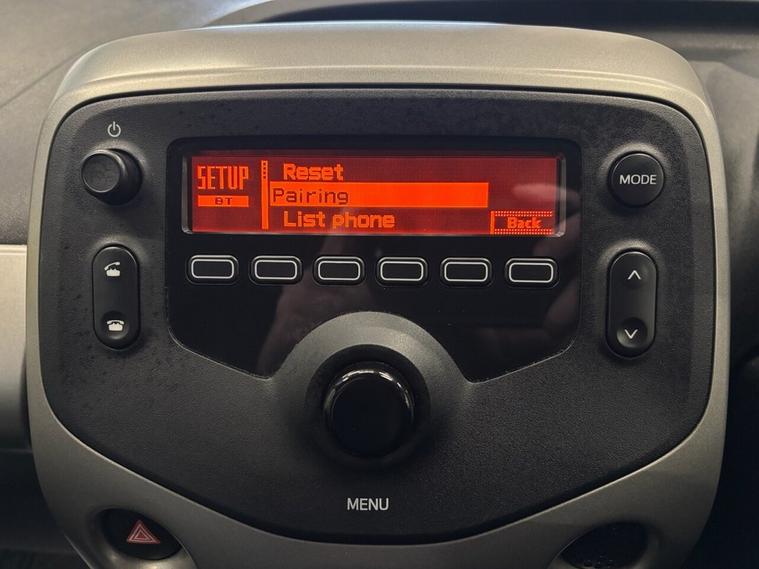 SETUP
BT
Reset
Pairing
List phone
Back
MODE
MENU